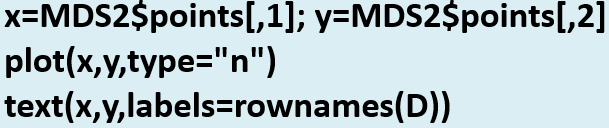 x=MDS2$points[,1]; y=MDS2$points[,2]
plot(x,y,type="n")
text(x,y,labels=rownames(D))